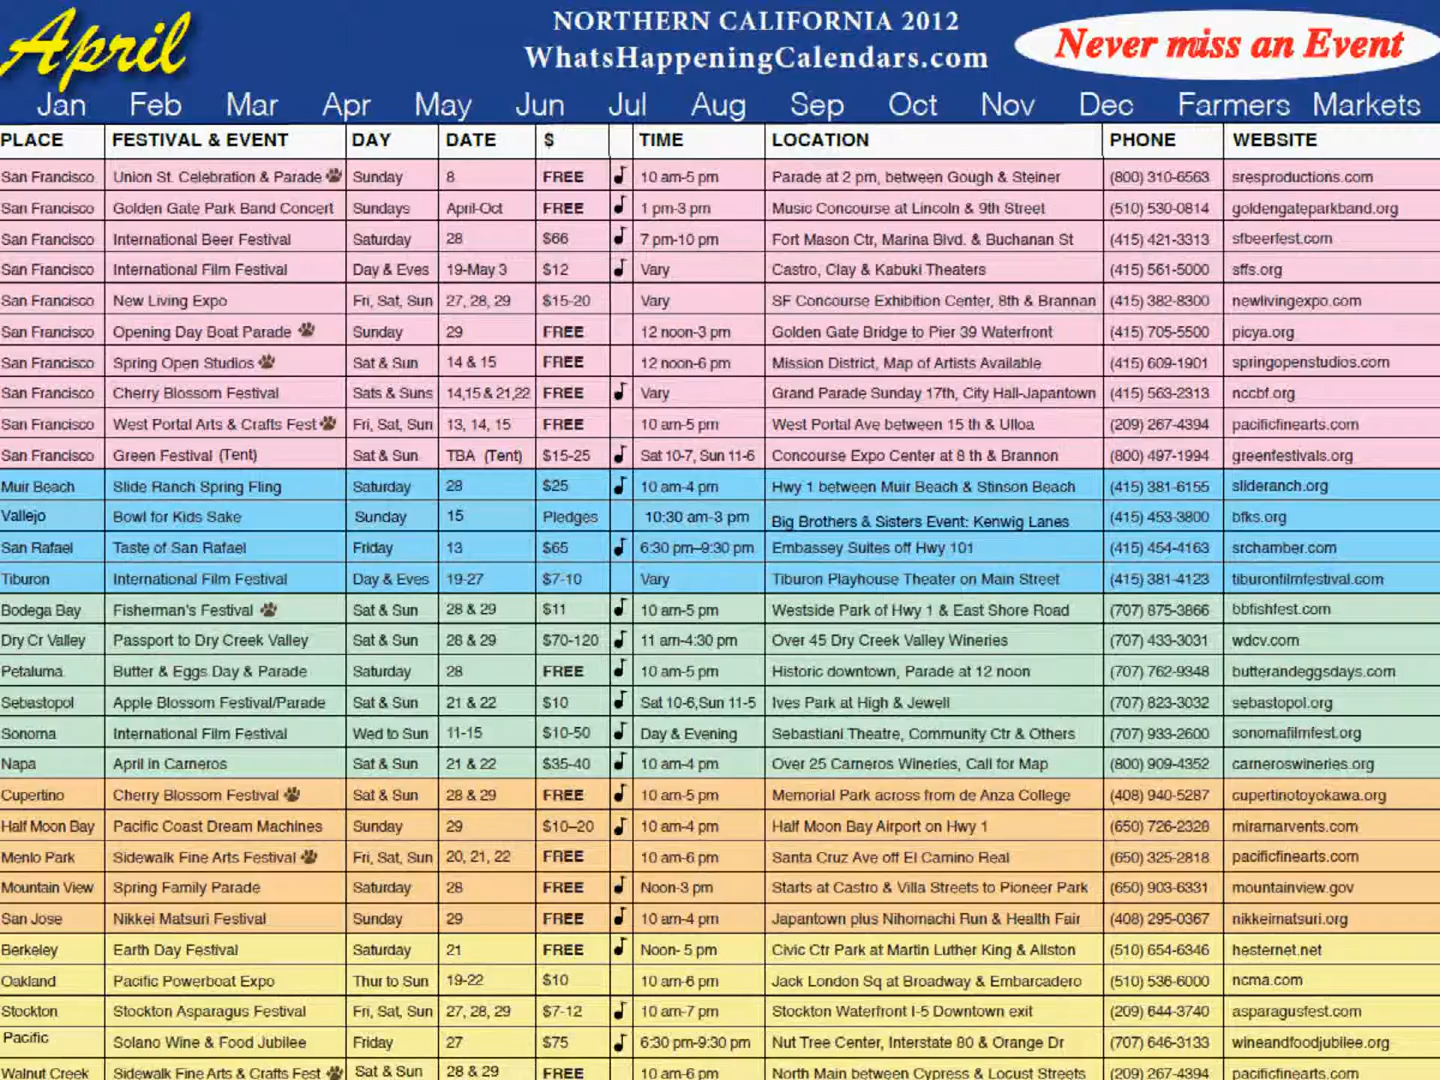 April
NORTHERN CALIFORNIA 2012
WhatsHappeningCalendars.com
Never miss an Event
Jan Feb Mar Apr May Jun Jul Aug Sep Oct Nov Dec Farmers Markets
PLACE FESTIVAL & EVENT DAY DATE $ TIME LOCATION PHONE WEBSITE
San Francisco Union St. Celebration & Parade Sunday 8 FREE 10 am-5 pm Parade at 2 pm, between Gough & Steiner (800) 310-6563 sresproductions.com
San Francisco Golden Gate Park Band Concert Sundays April-Oct FREE 1 pm-3 pm Music Concourse at Lincoln & 9th Street (510) 530-0814 goldengateparkband.org
San Francisco International Beer Festival Saturday 28 $66 7 pm-10 pm Fort Mason Ctr, Marina Blvd. & Buchanan St (415) 421-3313 sfbeerfest.com
San Francisco International Film Festival Day & Eves 19-May 3 $12 Vary Castro, Clay & Kabuki Theaters (415) 561-5000 sffs.org
San Francisco New Living Expo Fri, Sat, Sun 27, 28, 29 $15-20 Vary SF Concourse Exhibition Center, 8th & Brannan (415) 382-8300 newlivingexpo.com
San Francisco Opening Day Boat Parade Sunday 29 FREE 12 noon-3 pm Golden Gate Bridge to Pier 39 Waterfront (415) 705-5500 picya.org
San Francisco Spring Open Studios Sat & Sun 14 & 15 FREE 12 noon-6 pm Mission District, Map of Artists Available (415) 609-1901 springopenstudios.com
San Francisco Cherry Blossom Festival Sats & Suns 14,15 & 21,22 FREE Vary Grand Parade Sunday 17th, City Hall-Japantown (415) 563-2313 nccbf.org
San Francisco West Portal Arts & Crafts Fest Fri, Sat, Sun 13, 14, 15 FREE 10 am-5 pm West Portal Ave between 15 th & Ulloa (209) 267-4394 pacificfinearts.com
San Francisco Green Festival (Tent) Sat & Sun TBA (Tent) $15-25 Sat 10-7, Sun 11-6 Concourse Expo Center at 8 th & Brannon (800) 497-1994 greenfestivals.org
Muir Beach Slide Ranch Spring Fling Saturday 28 $25 10 am-4 pm Hwy 1 between Muir Beach & Stinson Beach (415) 381-6155 slideranch.org
Vallejo Bowl for Kids Sake Sunday 15 Pledges 10:30 am-3 pm Big Brothers & Sisters Event: Kenwig Lanes (415) 453-3800 bfks.org
San Rafael Taste of San Rafael Friday 13 $65 6:30 pm–9:30 pm Embassey Suites off Hwy 101 (415) 454-4163 srchamber.com
Tiburon International Film Festival Day & Eves 19-27 $7-10 Vary Tiburon Playhouse Theater on Main Street (415) 381-4123 tiburonfilmfestival.com
Bodega Bay Fisherman's Festival Sat & Sun 28 & 29 $11 10 am-5 pm Westside Park of Hwy 1 & East Shore Road (707) 875-3866 bbfishfest.com
Dry Cr Valley Passport to Dry Creek Valley Sat & Sun 28 & 29 $70-120 11 am-4:30 pm Over 45 Dry Creek Valley Wineries (707) 433-3031 wdcv.com
Petaluma Butter & Eggs Day & Parade Saturday 28 FREE 10 am-5 pm Historic downtown, Parade at 12 noon (707) 762-9348 butterandeggsdays.com
Sebastopol Apple Blossom Festival/Parade Sat & Sun 21 & 22 $10 Sat 10-6,Sun 11-5 Ives Park at High & Jewell (707) 823-3032 sebastopol.org
Sonoma International Film Festival Wed to Sun 11-15 $10-50 Day & Evening Sebastiani Theatre, Community Ctr & Others (707) 933-2600 sonomafilmfest.org
Napa April in Carneros Sat & Sun 21 & 22 $35-40 10 am-4 pm Over 25 Carneros Wineries, Call for Map (800) 909-4352 carneroswineries.org
Cupertino Cherry Blossom Festival Sat & Sun 28 & 29 FREE 10 am-5 pm Memorial Park across from de Anza College (408) 940-5287 cupertinotoyokawa.org
Half Moon Bay Pacific Coast Dream Machines Sunday 29 $10–20 10 am-4 pm Half Moon Bay Airport on Hwy 1 (650) 726-2328 miramarvents.com
Menlo Park Sidewalk Fine Arts Festival Fri, Sat, Sun 20, 21, 22 FREE 10 am-6 pm Santa Cruz Ave off El Camino Real (650) 325-2818 pacificfinearts.com
Mountain View Spring Family Parade Saturday 28 FREE Noon-3 pm Starts at Castro & Villa Streets to Pioneer Park (650) 903-6331 mountainview.gov
San Jose Nikkei Matsuri Festival Sunday 29 FREE 10 am-4 pm Japantown plus Nihomachi Run & Health Fair (408) 295-0367 nikkeimatsuri.org
Berkeley Earth Day Festival Saturday 21 FREE Noon- 5 pm Civic Ctr Park at Martin Luther King & Allston (510) 654-6346 hesternet.net
Oakland Pacific Powerboat Expo Thur to Sun 19-22 $10 10 am-6 pm Jack London Sq at Broadway & Embarcadero (510) 536-6000 ncma.com
Stockton Stockton Asparagus Festival Fri, Sat, Sun 27, 28, 29 $7-12 10 am-7 pm Stockton Waterfront I-5 Downtown exit (209) 644-3740 asparagusfest.com
Pacific Solano Wine & Food Jubilee Friday 27 $75 6:30 pm-9:30 pm Nut Tree Center, Interstate 80 & Orange Dr (707) 646-3133 wineandfoodjubilee.org
Walnut Creek Sidewalk Fine Arts & Crafts Fest Sat & Sun 28 & 29 FREE 10 am-6 pm North Main between Cypress & Locust Streets (209) 267-4394 pacificfinearts.com